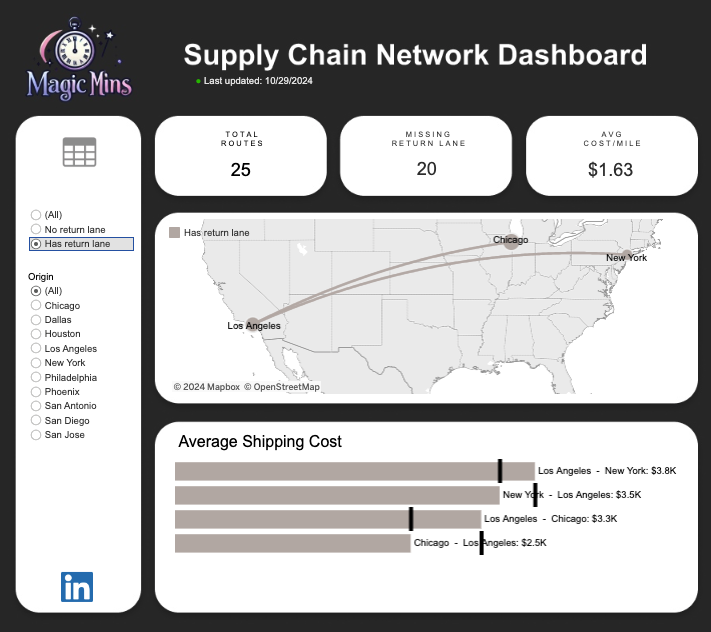 Magic Mins
Supply Chain Network Dashboard
Last updated: 10/29/2024
(All)
No return lane
Has return lane
Origin
(All)
Chicago
Dallas
Houston
Los Angeles
New York
Philadelphia
Phoenix
San Antonio
San Diego
San Jose
in
TOTAL
ROUTES
25
MISSING
RETURN LANE
20
AVG
COST/MILE
$1.63
Has return lane
Chicago
New York
Los Angeles
© 2024 Mapbox © OpenStreetMap
Average Shipping Cost
Los Angeles - New York: $3.8K
New York - Los Angeles: $3.5K
Los Angeles - Chicago: $3.3K
Chicago - Los Angeles: $2.5K